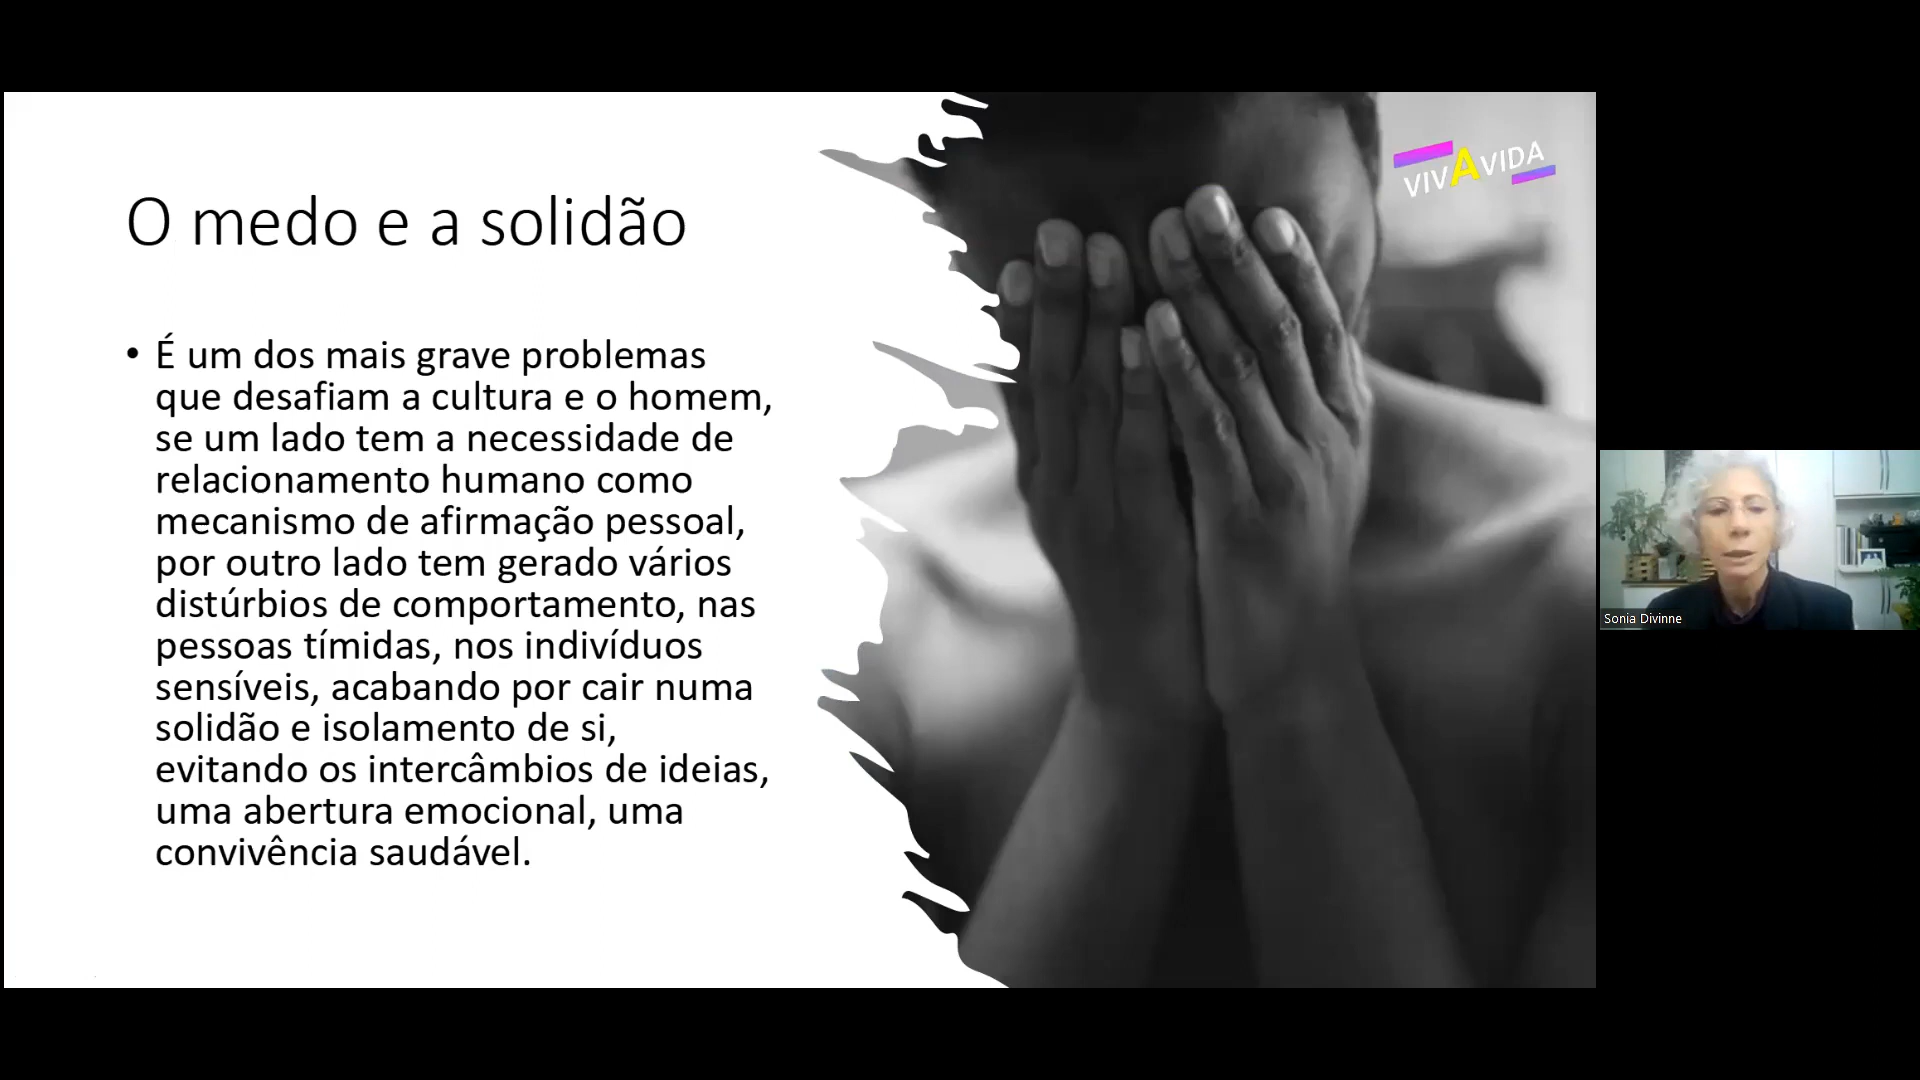 O medo e a solidão
• É um dos mais grave problemas
que desafiam a cultura e o homem,
se um lado tem a necessidade de
relacionamento humano como
mecanismo de afirmação pessoal,
por outro lado tem gerado vários
distúrbios de comportamento, nas
pessoas tímidas, nos indivíduos
sensíveis, acabando por cair numa
solidão e isolamento de si,
evitando os intercâmbios de ideias,
uma abertura emocional, uma
convivência saudável.
VIVAVIDA
Sonia Divinne